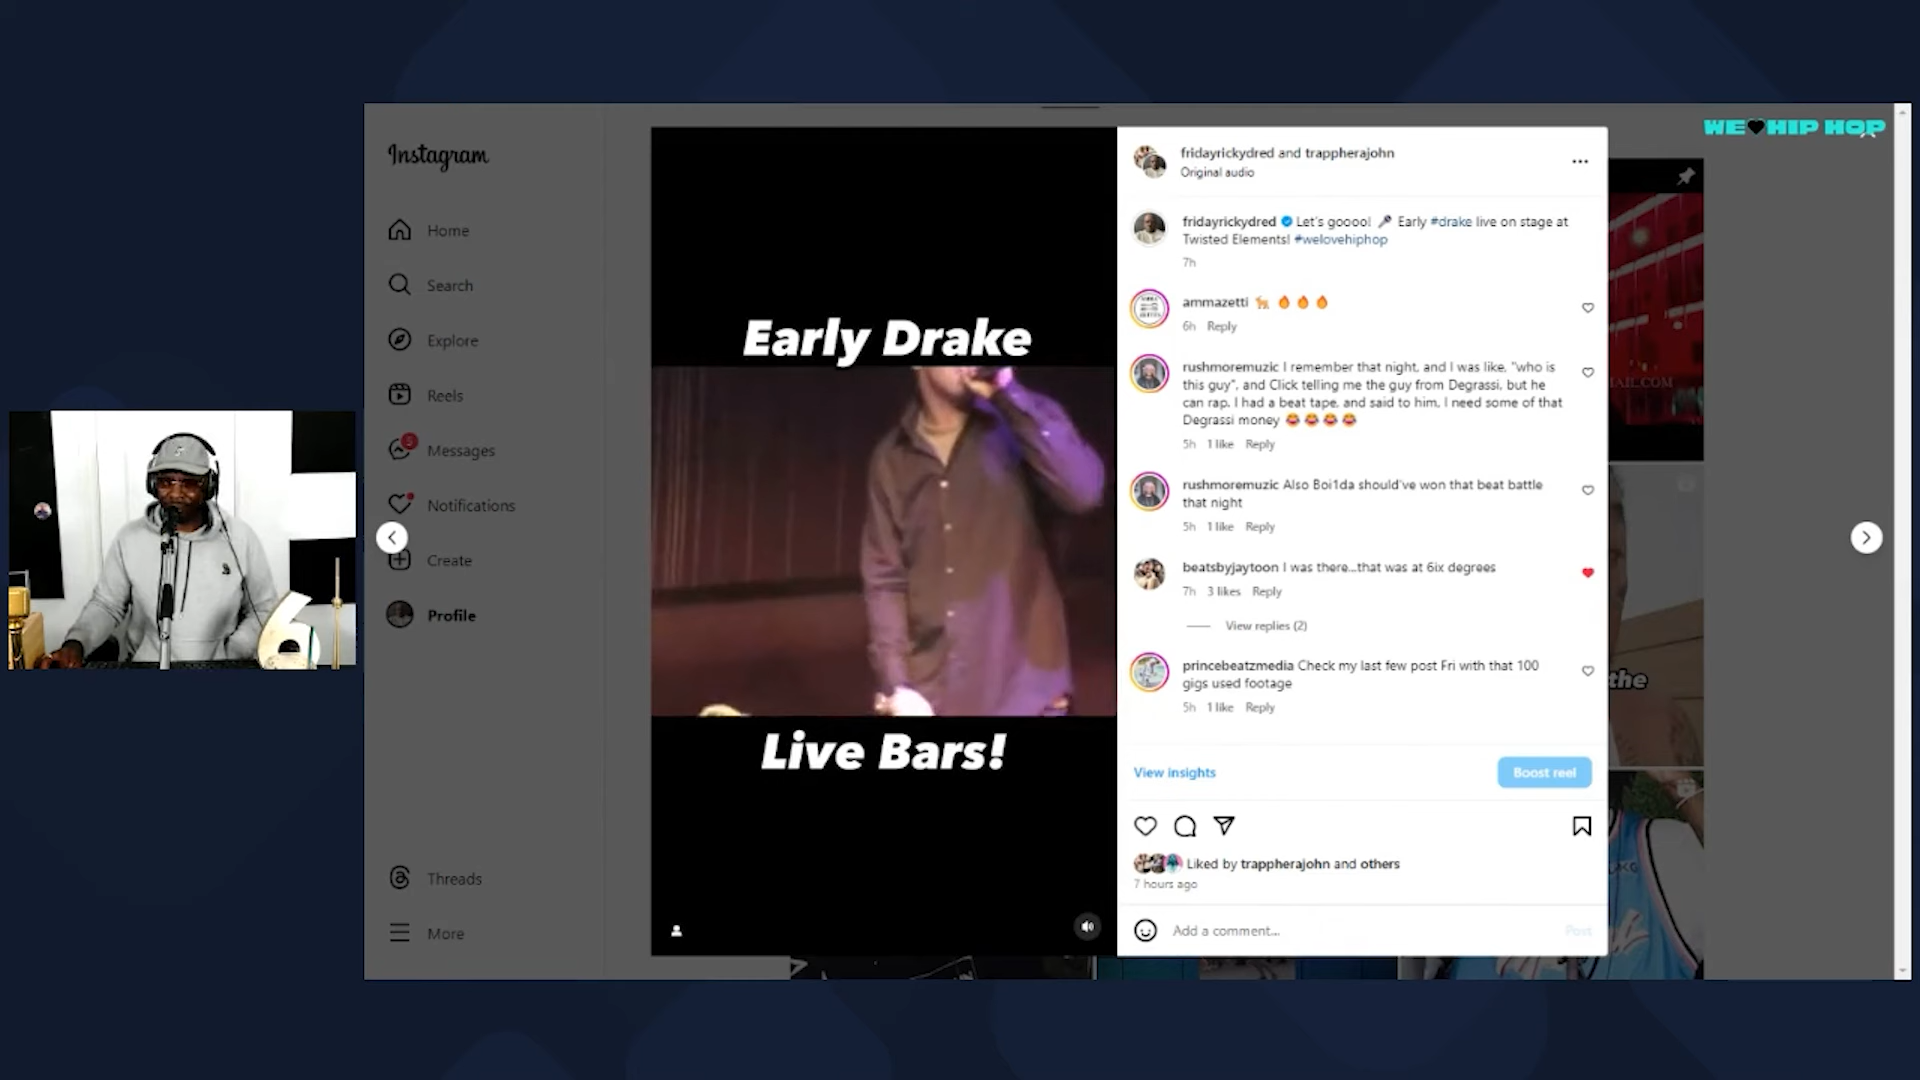 WE HIP HOP
Instagram
Home
Search
Explore
Reels
3
Messages
Notifications
Create
Profile
Threads
More
Early Drake
Live Bars!
fridayrickydred and trappherajohn
Original audio
fridayrickydred Let's gooool Early #drake live on stage at
Twisted Elements! #welovehiphop
7h
ammazetti
6h Reply
rushmoremuzic I remember that night, and I was like, "who is
this guy", and Click telling me the guy from Degrassi, but he
can rap. I had a beat tape, and said to him, I need some of that
Degrassi money
5h 1 like Reply
rushmoremuzic Also Boi1da should've won that beat battle
that night
5h 1 like Reply
beatsbyjaytoon I was there...that was at 6ix degrees
7h 3 likes Reply
View replies (2)
princebeatzmedia Check my last few post Fri with that 100
gigs used footage
5h 1 like Reply
View insights
Boost reel
Liked by trappherajohn and others
7 hours ago
Add a comment...
Post
AIL.COM
the
6